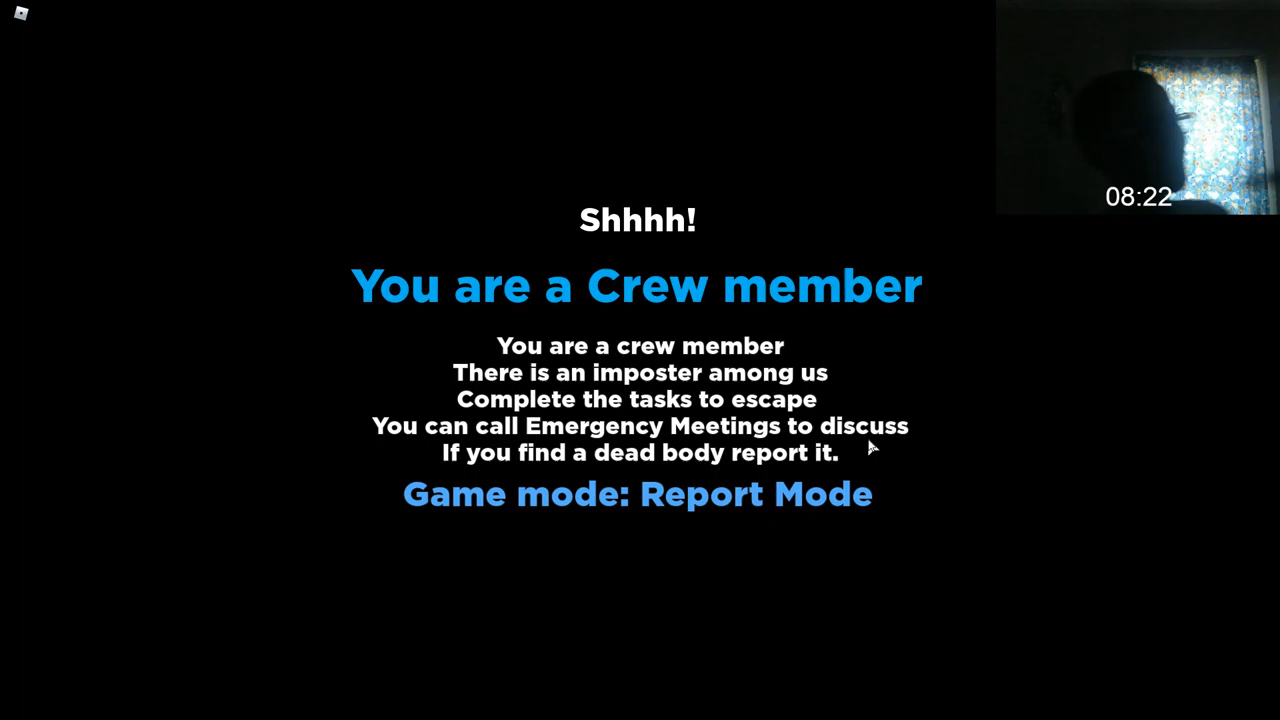 08:22
Shhhh!
You are a Crew member
You are a crew member
There is an imposter among us
Complete the tasks to escape
You can call Emergency Meetings to discuss
If you find a dead body report it.
Game mode: Report Mode